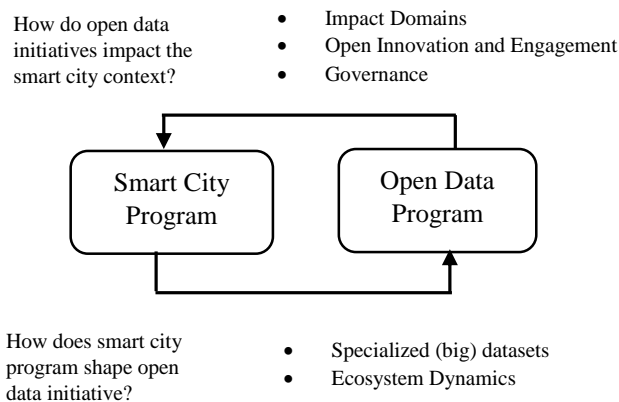 How do open data
initiatives impact the
smart city context?
• Impact Domains
• Open Innovation and Engagement
• Governance
Smart City
Program
Open Data
Program
How does smart city
program shape open
data initiative?
• Specialized (big) datasets
• Ecosystem Dynamics